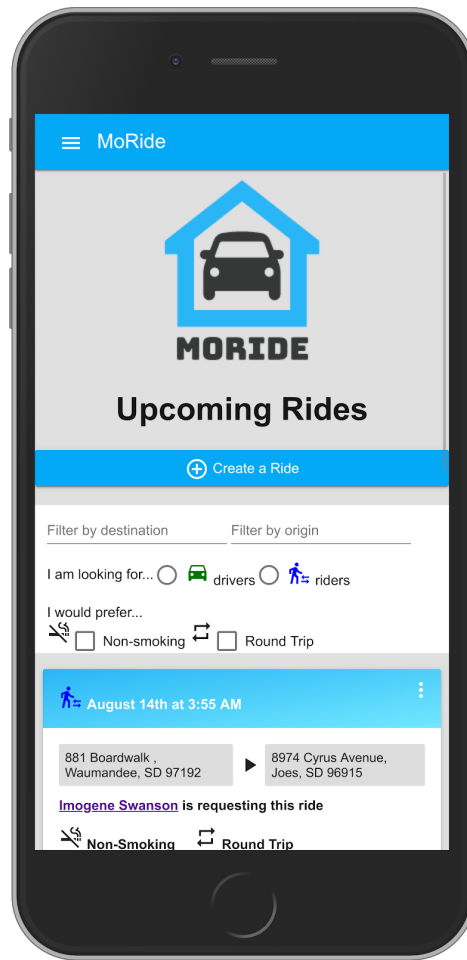 MoRide
MORIDE
Upcoming Rides
Create a Ride
Filter by destination Filter by origin
I am looking for... drivers riders
I would prefer...
Non-smoking Round Trip
August 14th at 3:55 AM
881 Boardwalk ,
Waumandee, SD 97192
8974 Cyrus Avenue,
Joes, SD 96915
Imogene Swanson is requesting this ride
Non-Smoking Round Trip